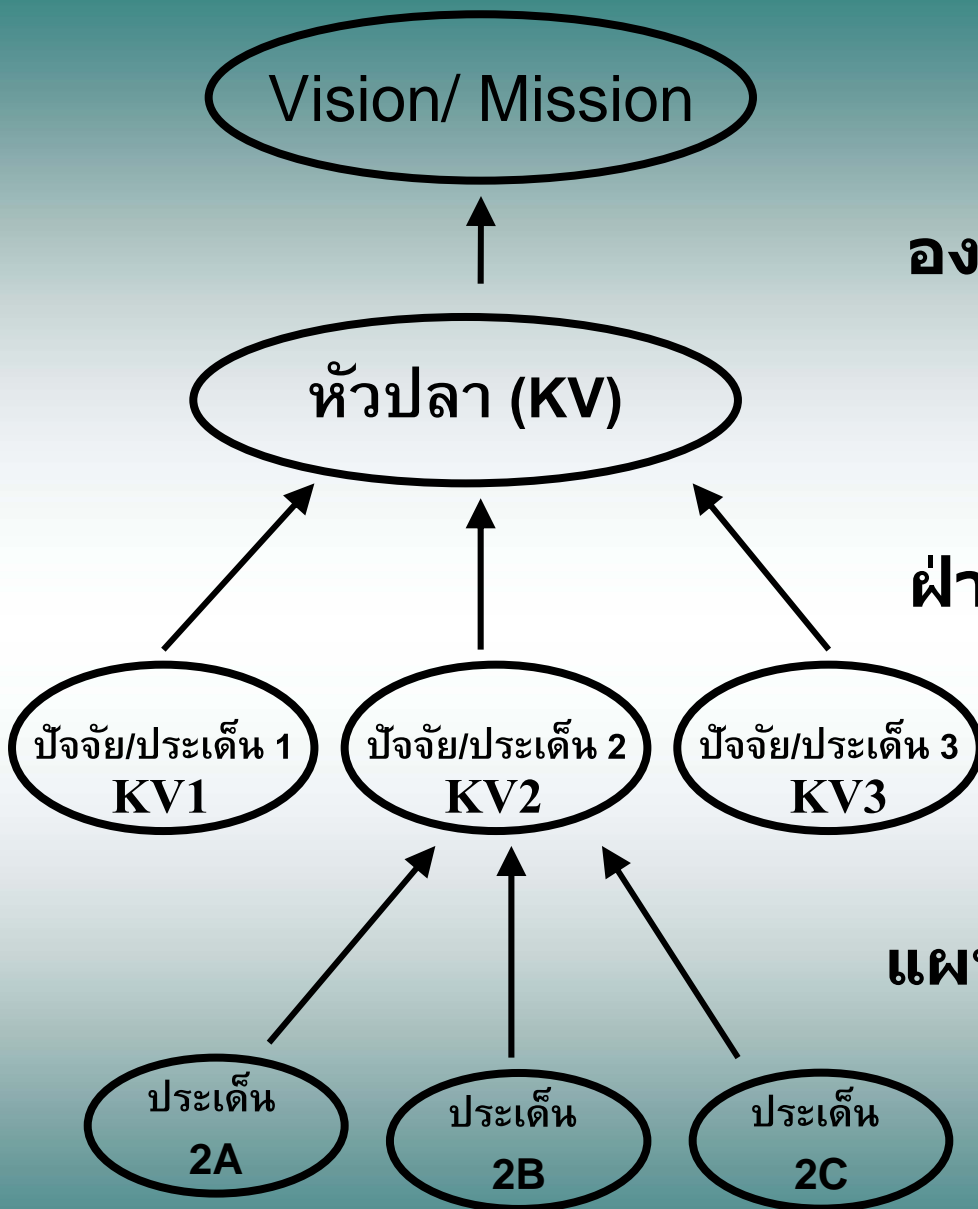 Vision/ Mission
หัวปลา (KV)
ปัจจัย/ประเด็น 1
KV1
ปัจจัย/ประเด็น 2
KV2
ปัจจัย/ประเด็น 3
KV3
ประเด็น
2A
ประเด็น
2B
ประเด็น
2C